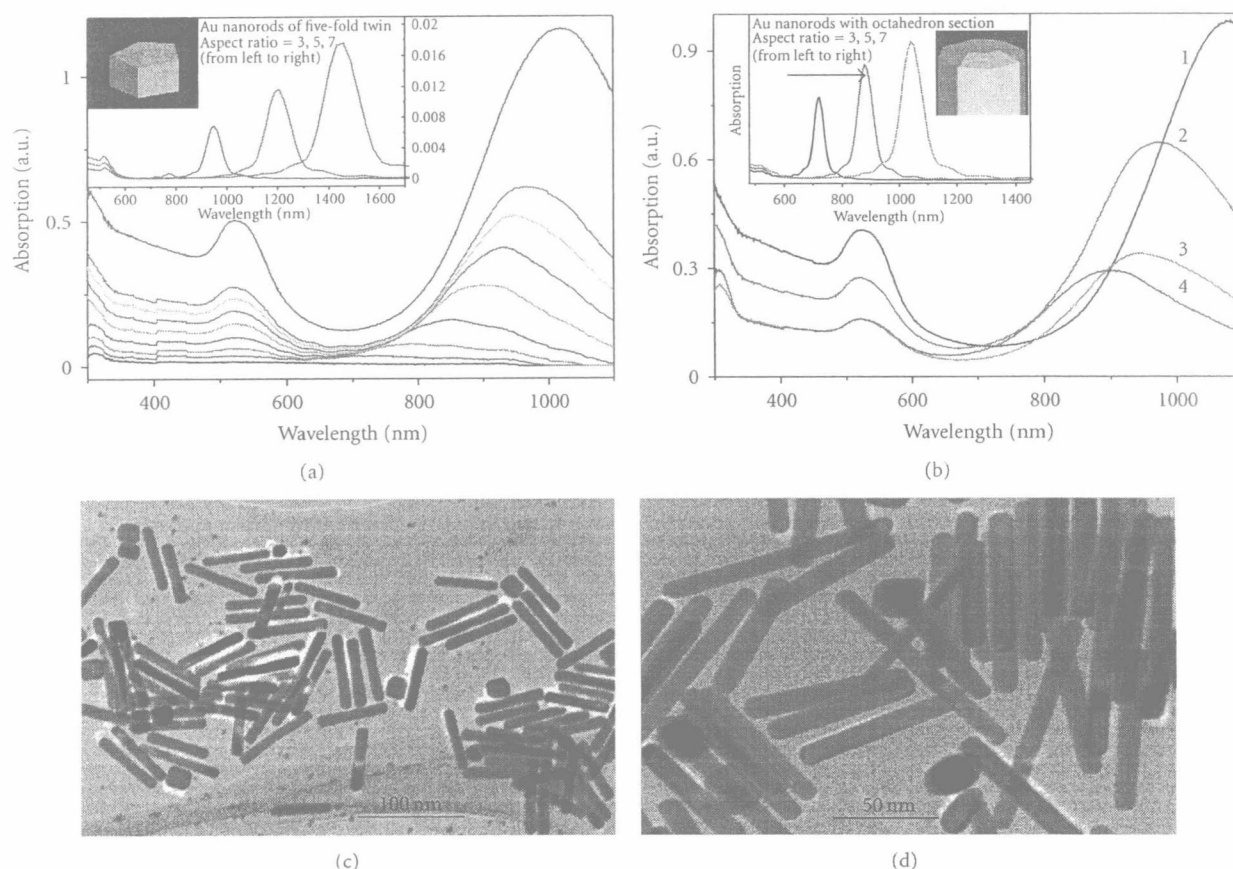 Au nanorods of five-fold twin
Aspect ratio = 3, 5, 7
(from left to right)
0.02
0.016
0.012
0.008
0.004
0
600
800
1000
1200
1400
1600
Wavelength (nm)
1
0.5
0
Absorption (a.u.)
400
600
800
1000
Wavelength (nm)
(a)
Au nanorods with octahedron section
Aspect ratio = 3, 5, 7
(from left to right)
Absorption
600
800
1000
1200
1400
Wavelength (nm)
0.9
0.6
0.3
0
Absorption (a.u.)
1
2
3
4
400
600
800
1000
Wavelength (nm)
(b)
100 nm
(c)
50 nm
(d)